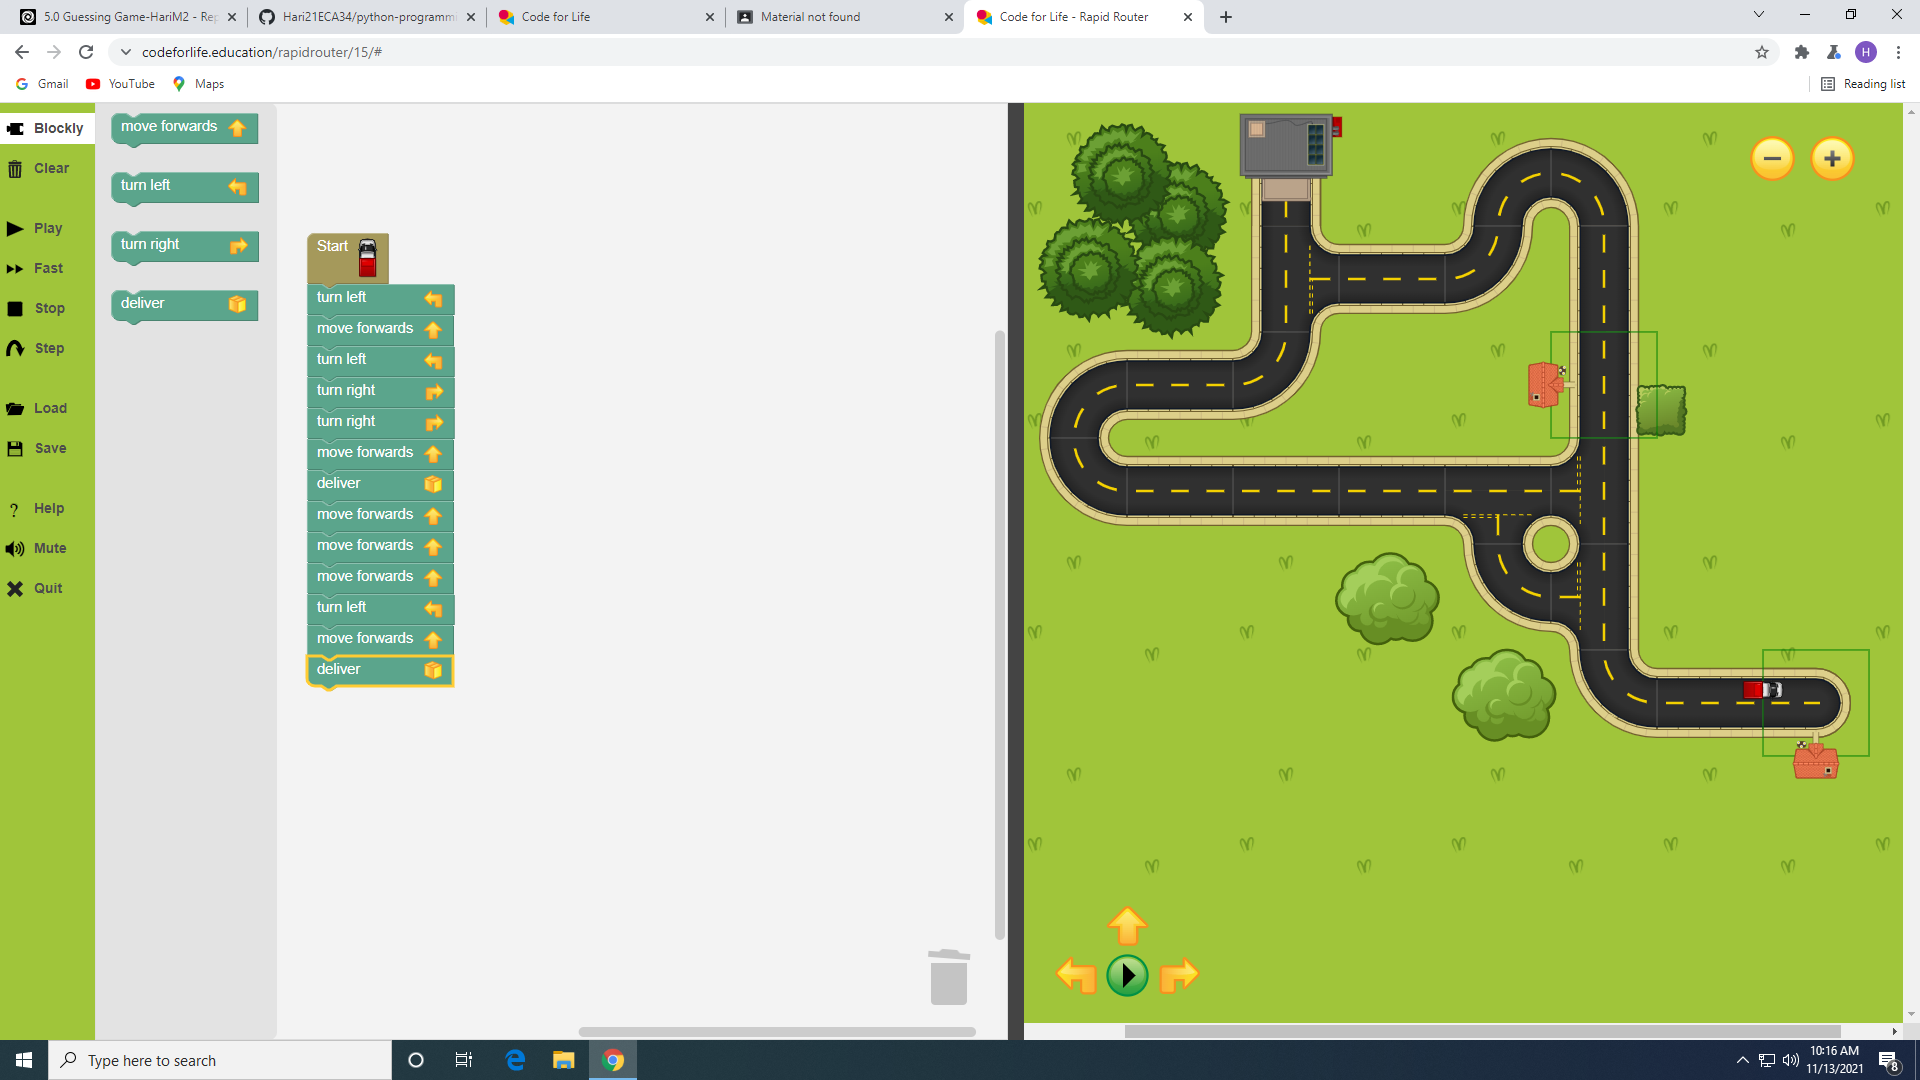 5.0 Guessing Game-HariM2 - Rep
Hari21ECA34/python-programmi
Code for Life
Material not found
Code for Life - Rapid Router
codeforlife.education/rapidrouter/15/#
H
Gmail
YouTube
Maps
Reading list
Blockly
Clear
Play
Fast
Stop
Step
Load
Save
Help
Mute
Quit
move forwards
turn left
turn right
deliver
Start
turn left
move forwards
turn left
turn right
turn right
move forwards
deliver
move forwards
move forwards
move forwards
turn left
move forwards
deliver
Type here to search
10:16 AM
11/13/2021
8